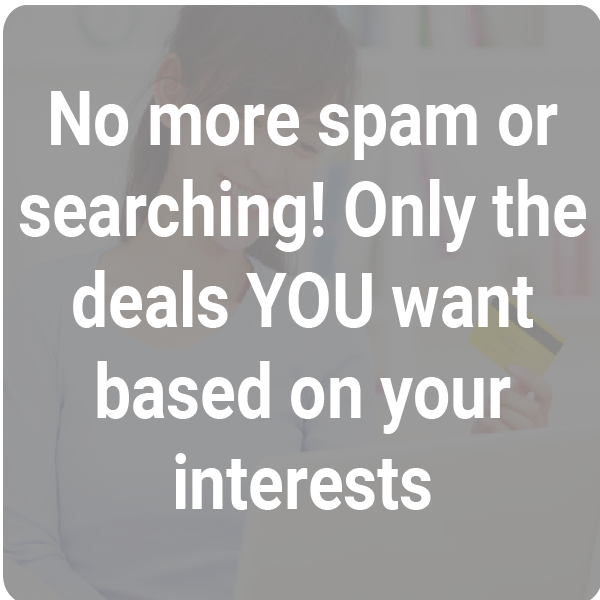 No more spam or
searching! Only the
deals YOU want
based on your
interests